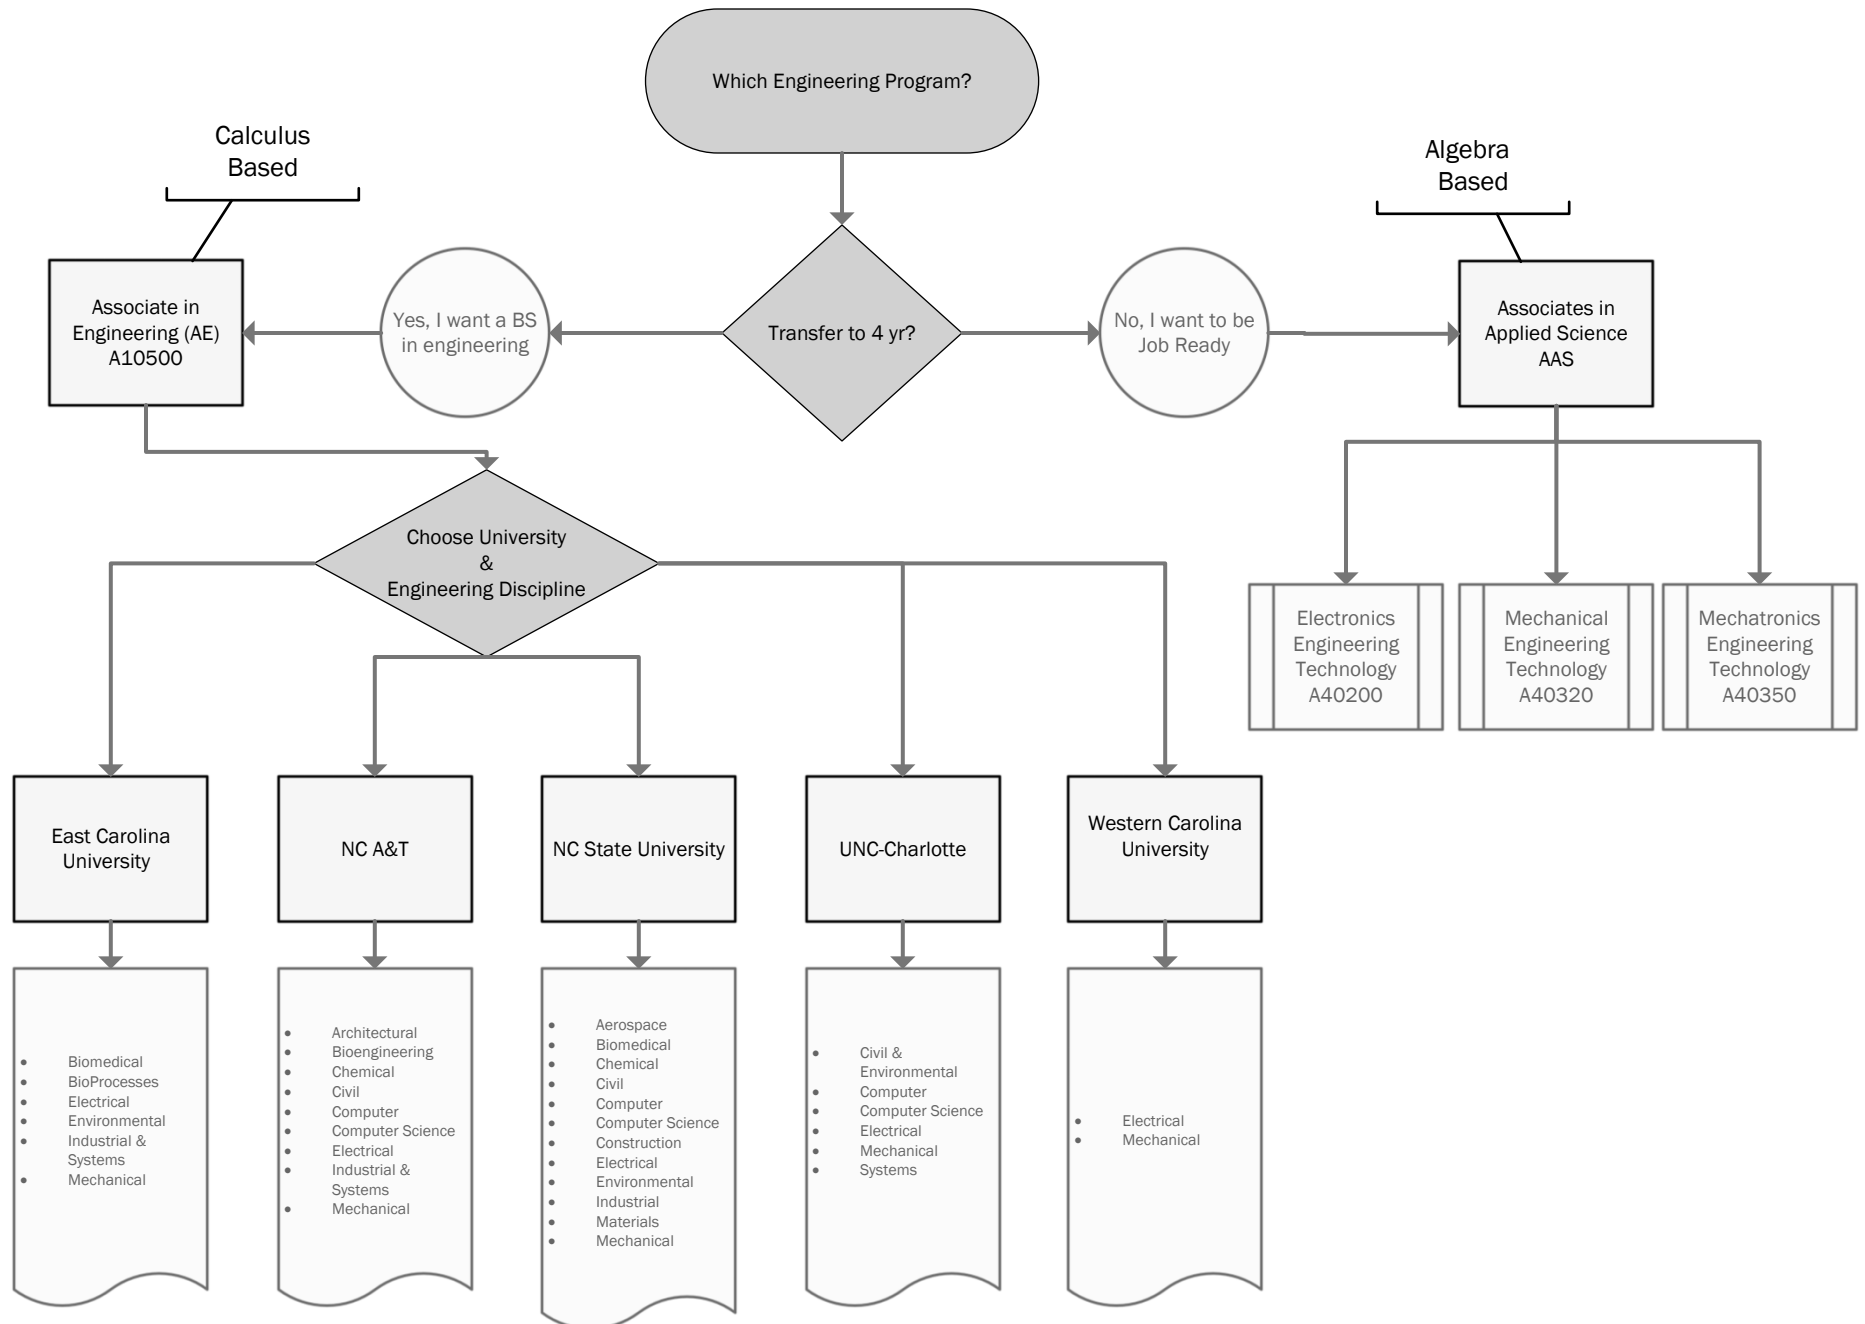 Which Engineering Program?
Calculus
Based
Algebra
Based
Associate in
Engineering (AE)
A10500
Yes, I want a BS
in engineering
Transfer to 4 yr?
No, I want to be
Job Ready
Associates in
Applied Science
AAS
Choose University
&
Engineering Discipline
Electronics
Engineering
Technology
A40200
Mechanical
Engineering
Technology
A40320
Mechatronics
Engineering
Technology
A40350
East Carolina
University
NC A&T
NC State University
UNC-Charlotte
Western Carolina
University
• Biomedical
• BioProcesses
• Electrical
• Environmental
• Industrial &
Systems
• Mechanical
• Architectural
• Bioengineering
• Chemical
• Civil
• Computer
• Computer Science
• Electrical
• Industrial &
Systems
• Mechanical
• Aerospace
• Biomedical
• Chemical
• Civil
• Computer
• Computer Science
• Construction
• Electrical
• Environmental
• Industrial
• Materials
• Mechanical
• Civil &
Environmental
• Computer
• Computer Science
• Electrical
• Mechanical
• Systems
• Electrical
• Mechanical